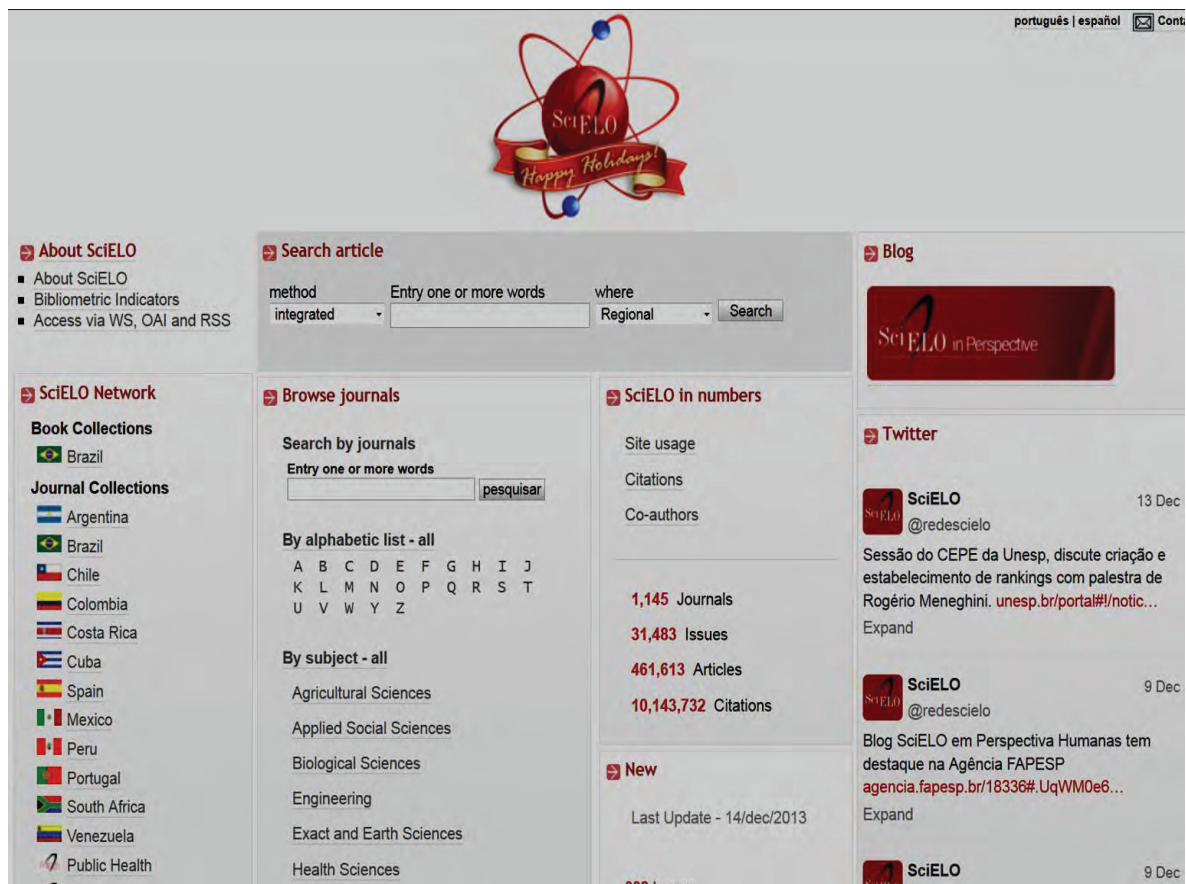 português | español
SciELO
Happy Holidays!
About SciELO
About SciELO
Bibliometric Indicators
Access via WS, OAI and RSS
Search article
method
Entry one or more words
where
integrated
Regional
Search
Blog
SciELO in Perspective
SciELO Network
Book Collections
Brazil
Journal Collections
Argentina
Brazil
Chile
Colombia
Costa Rica
Cuba
Spain
Mexico
Peru
Portugal
South Africa
Venezuela
Public Health
Browse journals
Search by journals
Entry one or more words
pesquisar
By alphabetic list - all
A B C D E F G H I J
K L M N O P Q R S T
U V W Y Z
By subject - all
Agricultural Sciences
Applied Social Sciences
Biological Sciences
Engineering
Exact and Earth Sciences
Health Sciences
SciELO in numbers
Site usage
Citations
Co-authors
1,145 Journals
31,483 Issues
461,613 Articles
10,143,732 Citations
New
Last Update - 14/dec/2013
Twitter
SciELO
SciELO 13 Dec
@redescielo
Sessão do CEPE da Unesp, discute criação e
estabelecimento de rankings com palestra de
Rogério Meneghini. unesp.br/portal#!/notic...
Expand
SciELO
SciELO 9 Dec
@redescielo
Blog SciELO em Perspectiva Humanas tem
destaque na Agência FAPESP
agencia.fapesp.br/18336#.UqWM0e6...
Expand
SciELO 9 Dec